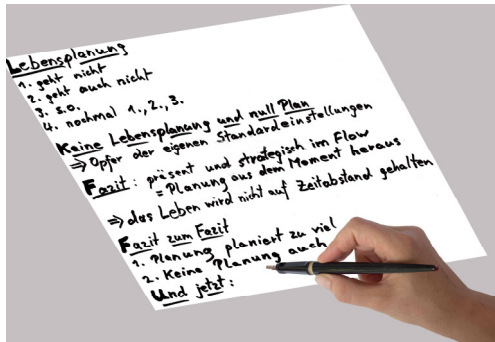 Lebensplanung
1. geht nicht
2. geht auch nicht
3. s.o.
4. nochmal 1., 2., 3.
Keine Lebensplanung und null Plan
⇒ Opfer der eigenen Standardeinstellungen
Fazit: präsent und strategisch im Flow
= Planung aus dem Moment heraus
⇒ das Leben wird nicht auf Zeitabstand gehalten
Fazit zum Fazit
1. Planung planiert zu viel
2. Keine Planung auch
Und jetzt: